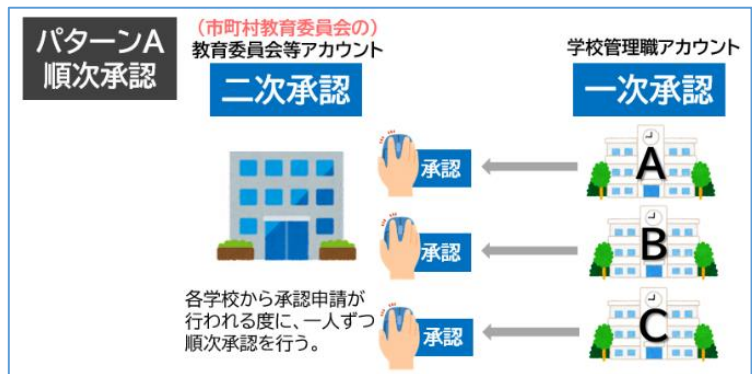 パターンA
順次承認
(市町村教育委員会の)
教育委員会等アカウント
二次承認
学校管理職アカウント
一次承認
承認
A
承認
B
承認
C
各学校から承認申請が
行われる度に、一人ずつ
順次承認を行う。